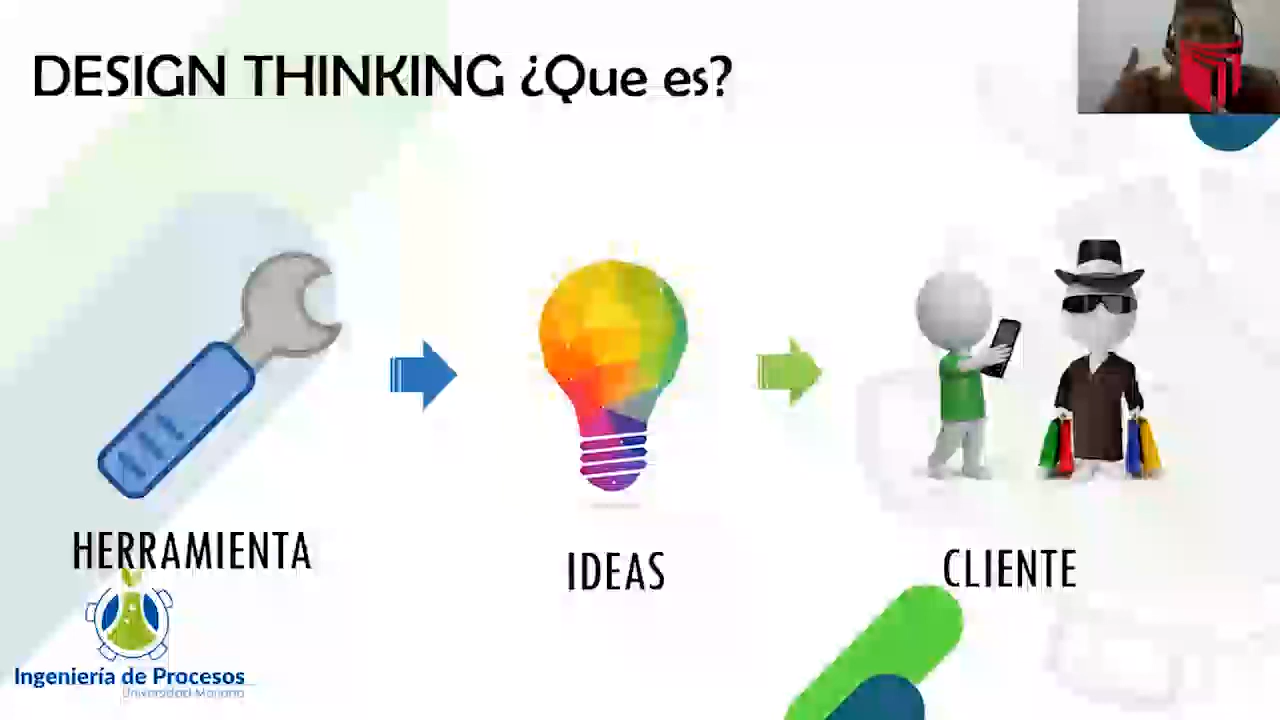 DESIGN THINKING ¿Que es?
HERRAMIENTA
IDEAS
CLIENTE
Ingeniería de Procesos
Universidad Mariana